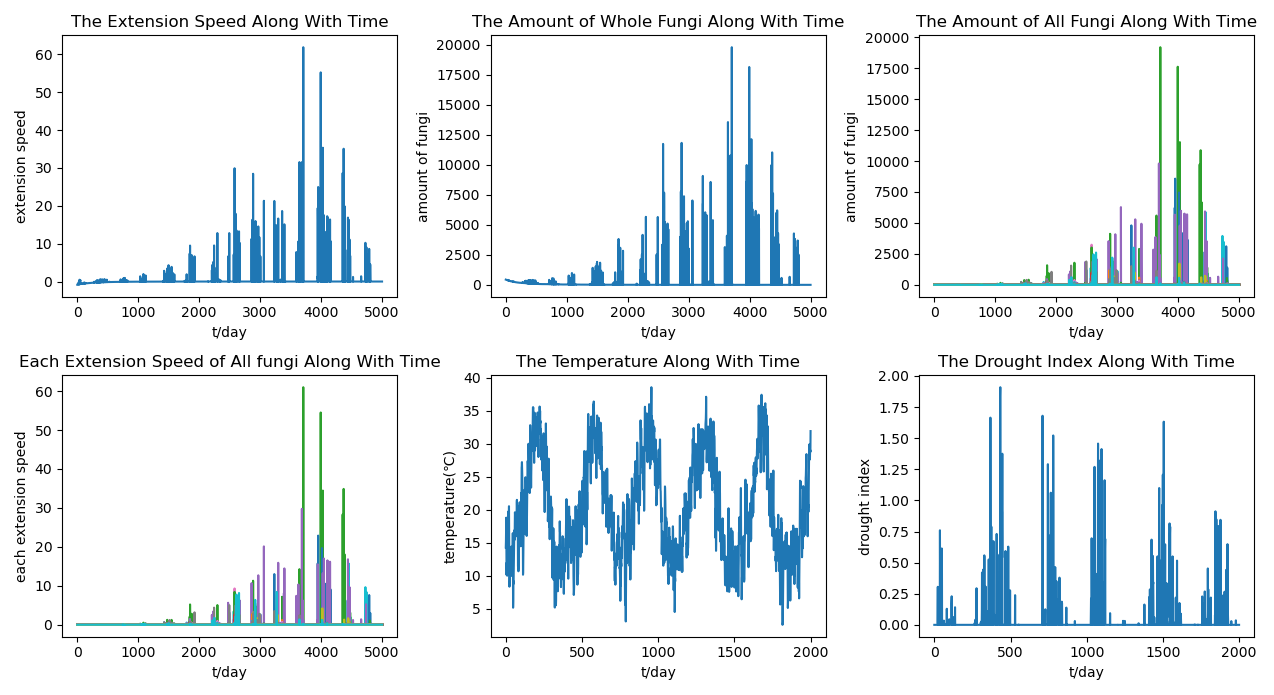 The Extension Speed Along With Time
60
50
40
30
20
10
0
extension speed
0 1000 2000 3000 4000 5000
t/day
The Amount of Whole Fungi Along With Time
20000
17500
15000
12500
10000
7500
5000
2500
0
amount of fungi
0 1000 2000 3000 4000 5000
t/day
The Amount of All Fungi Along With Time
20000
17500
15000
12500
10000
7500
5000
2500
0
amount of fungi
0 1000 2000 3000 4000 5000
t/day
Each Extension Speed of All fungi Along With Time
60
50
40
30
20
10
0
each extension speed
0 1000 2000 3000 4000 5000
t/day
The Temperature Along With Time
40
35
30
25
20
15
10
5
temperature(℃)
0 500 1000 1500 2000
t/day
The Drought Index Along With Time
2.00
1.75
1.50
1.25
1.00
0.75
0.50
0.25
0.00
drought index
0 500 1000 1500 2000
t/day